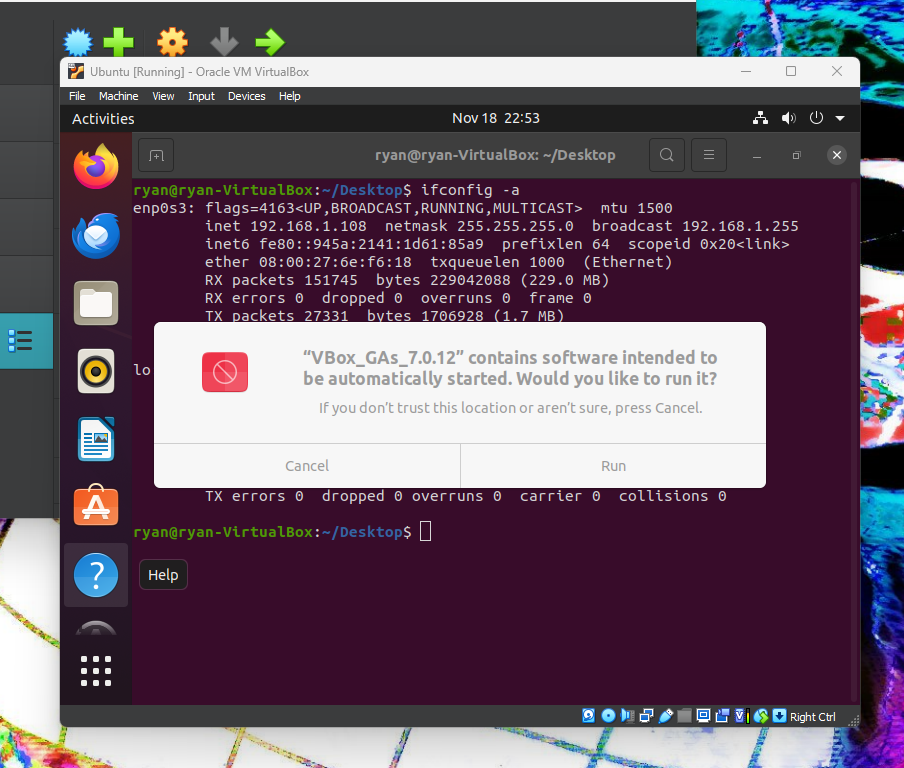 Ubuntu [Running] - Oracle VM VirtualBox
File Machine View Input Devices Help
Activities
Nov 18 22:53
ryan@ryan-VirtualBox: ~/Desktop
ryan@ryan-VirtualBox:~/Desktop$ ifconfig -a
enp0s3: flags=4163<UP,BROADCAST,RUNNING,MULTICAST> mtu 1500
inet 192.168.1.108 netmask 255.255.255.0 broadcast 192.168.1.255
inet6 fe80::945a:2141:1d61:85a9 prefixlen 64 scopeid 0x20<link>
ether 08:00:27:6e:f6:18 txqueuelen 1000 (Ethernet)
RX packets 151745 bytes 229042088 (229.0 MB)
RX errors 0 dropped 0 overruns 0 frame 0
TX packets 27331 bytes 1706928 (1.7 MB)
lo
“VBox_GAs_7.0.12” contains software intended to
be automatically started. Would you like to run it?
If you don’t trust this location or aren’t sure, press Cancel.
Cancel
Run
TX errors 0 dropped 0 overruns 0 carrier 0 collisions 0
ryan@ryan-VirtualBox:~/Desktop$
Help
Right Ctrl